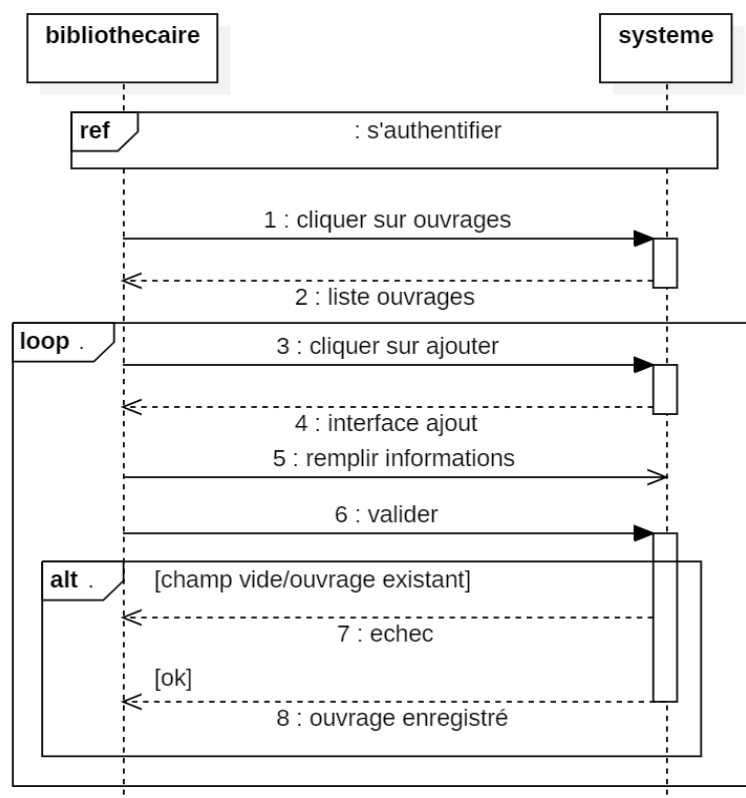 bibliothecaire
systeme
ref
: s'authentifier
1 : cliquer sur ouvrages
2 : liste ouvrages
loop .
3 : cliquer sur ajouter
4 : interface ajout
5 : remplir informations
6 : valider
alt .
[champ vide/ouvrage existant]
7 : echec
[ok]
8 : ouvrage enregistré